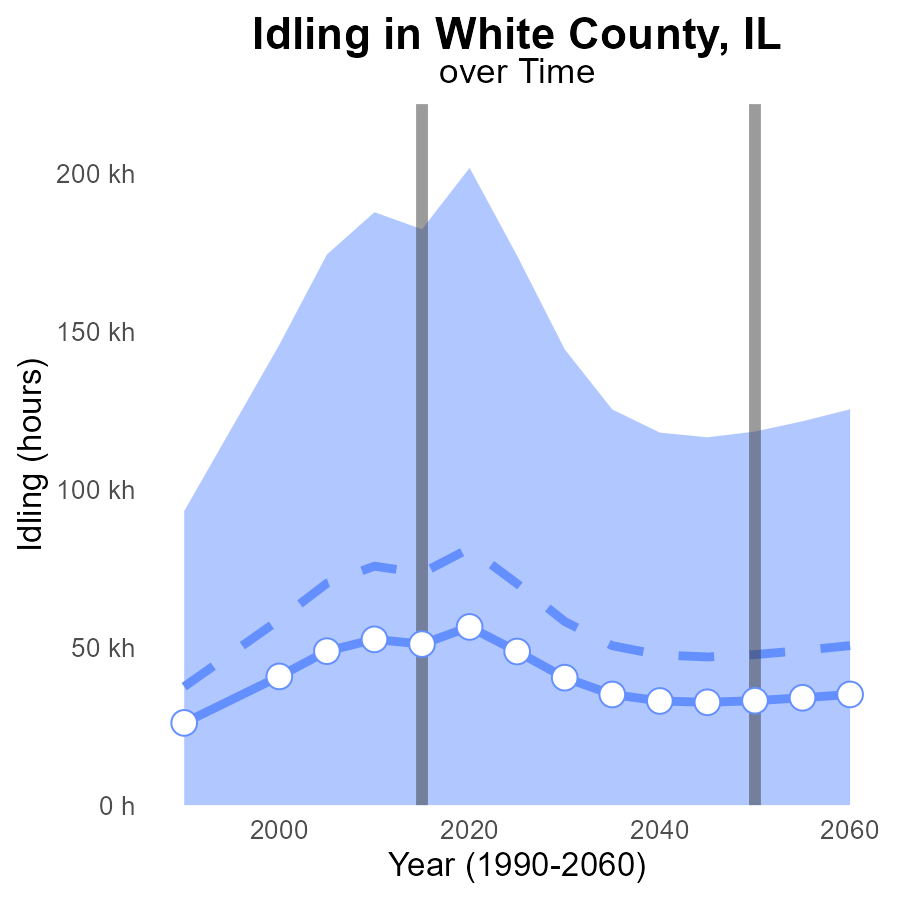 Idling in White County, IL
over Time
Idling (hours)
200 kh
150 kh
100 kh
50 kh
0 h
2000
2020
2040
2060
Year (1990-2060)